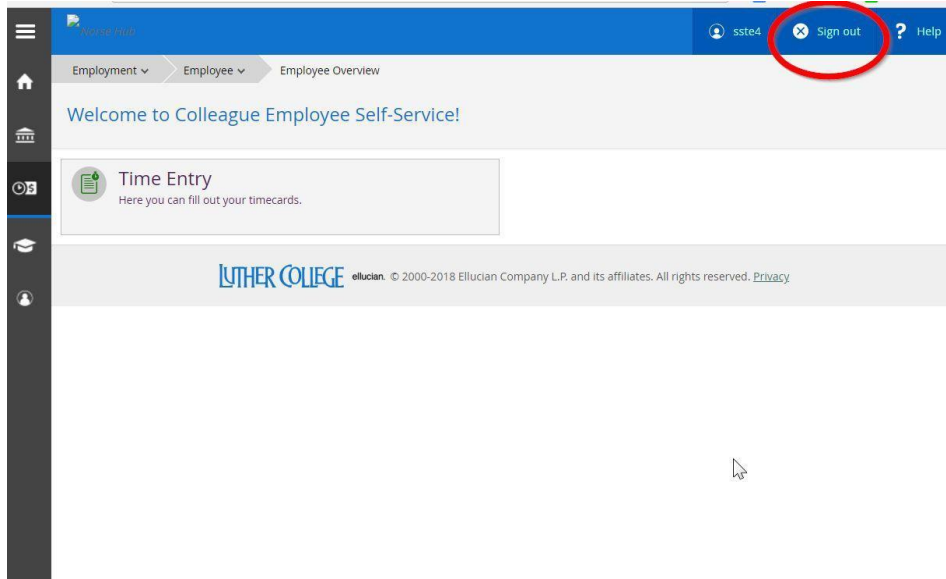 Norse Hub
sste4
Sign out
? Help
Employment
Employee
Employee Overview
Welcome to Colleague Employee Self-Service!
Time Entry
Here you can fill out your timecards.
LUTHER COLLEGE ellucian. © 2000-2018 Ellucian Company L.P. and its affiliates. All rights reserved. Privacy